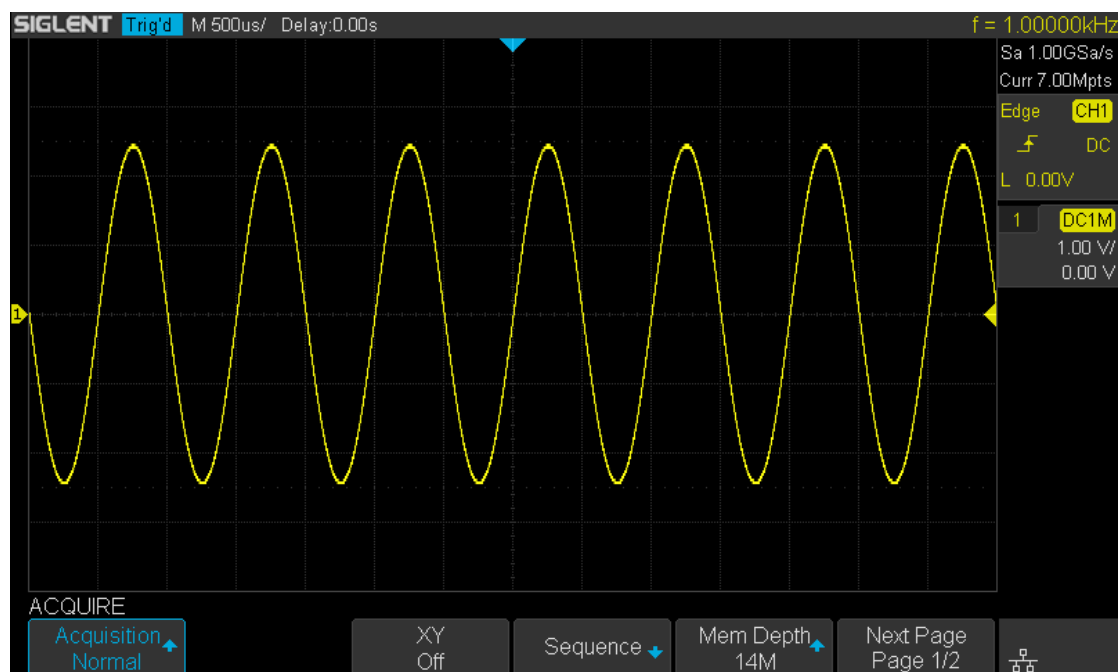 SIGLENT Trig'd M 500us/ Delay:0.00s f = 1.00000kHz
Sa 1.00GSa/s
Curr 7.00Mpts
Edge CH1
DC
L 0.00V
1 DC1M
1.00 V/
0.00 V
1
ACQUIRE
Acquisition
Normal
XY
Off
Sequence
Mem Depth
14M
Next Page
Page 1/2